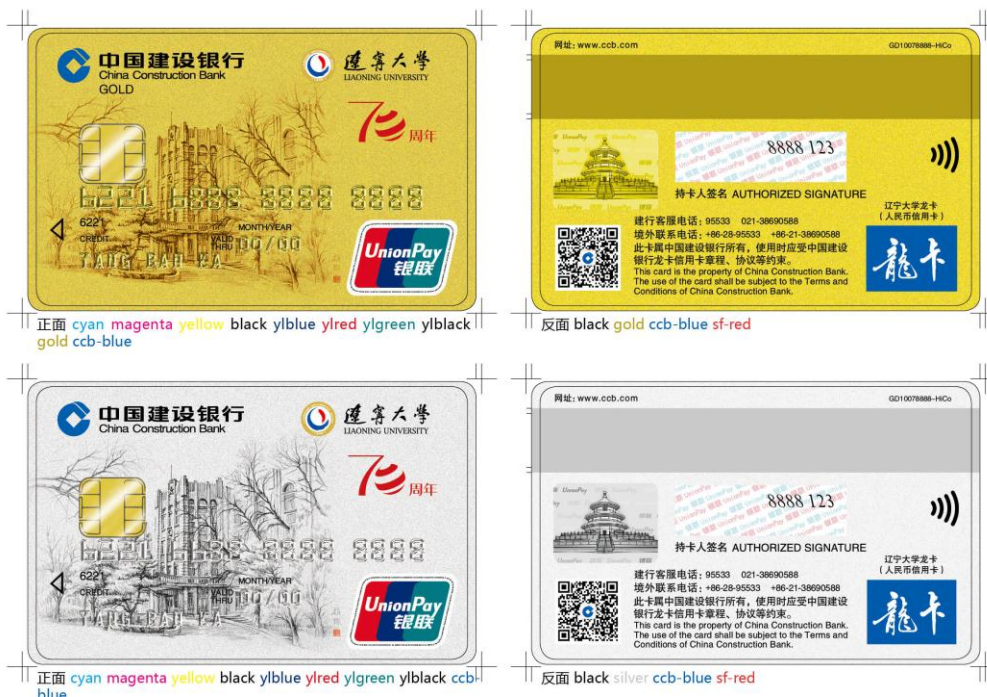 中国建设银行
China Construction Bank
GOLD
遼寧大學
LIAONING UNIVERSITY
70周年
6221 6888 8888 8888
6221
CREDIT
MONTH/YEAR
VALID THRU 00/00
TANG BAO KA
UnionPay
银联
正面 cyan magenta yellow black ylblue ylred ylgreen ylblack
gold ccb-blue
网址: www.ccb.com
GD10078888-HiCo
UnionPay
8888 123
持卡人签名 AUTHORIZED SIGNATURE
建行客服电话: 95533 021-38690588
境外联系电话: +86-28-95533 +86-21-38690588
此卡属中国建设银行所有，使用时应受中国建设
银行龙卡信用卡章程、协议等约束。
This card is the property of China Construction Bank.
The use of the card shall be subject to the Terms and
Conditions of China Construction Bank.
辽宁大学龙卡
（人民币信用卡）
龍卡
反面 black gold ccb-blue sf-red
中国建设银行
China Construction Bank
遼寧大學
LIAONING UNIVERSITY
70周年
8888 8888
6221
CREDIT
MONTH/YEAR
VALID THRU 00/00
UnionPay
银联
正面 cyan magenta yellow black ylblue ylred ylgreen ylblack ccb-
blue
网址: www.ccb.com
GD10078888-HiCo
UnionPay
8888 123
持卡人签名 AUTHORIZED SIGNATURE
建行客服电话: 95533 021-38690588
境外联系电话: +86-28-95533 +86-21-38690588
此卡属中国建设银行所有，使用时应受中国建设
银行龙卡信用卡章程、协议等约束。
This card is the property of China Construction Bank.
The use of the card shall be subject to the Terms and
Conditions of China Construction Bank.
辽宁大学龙卡
（人民币信用卡）
龍卡
反面 black silver ccb-blue sf-red